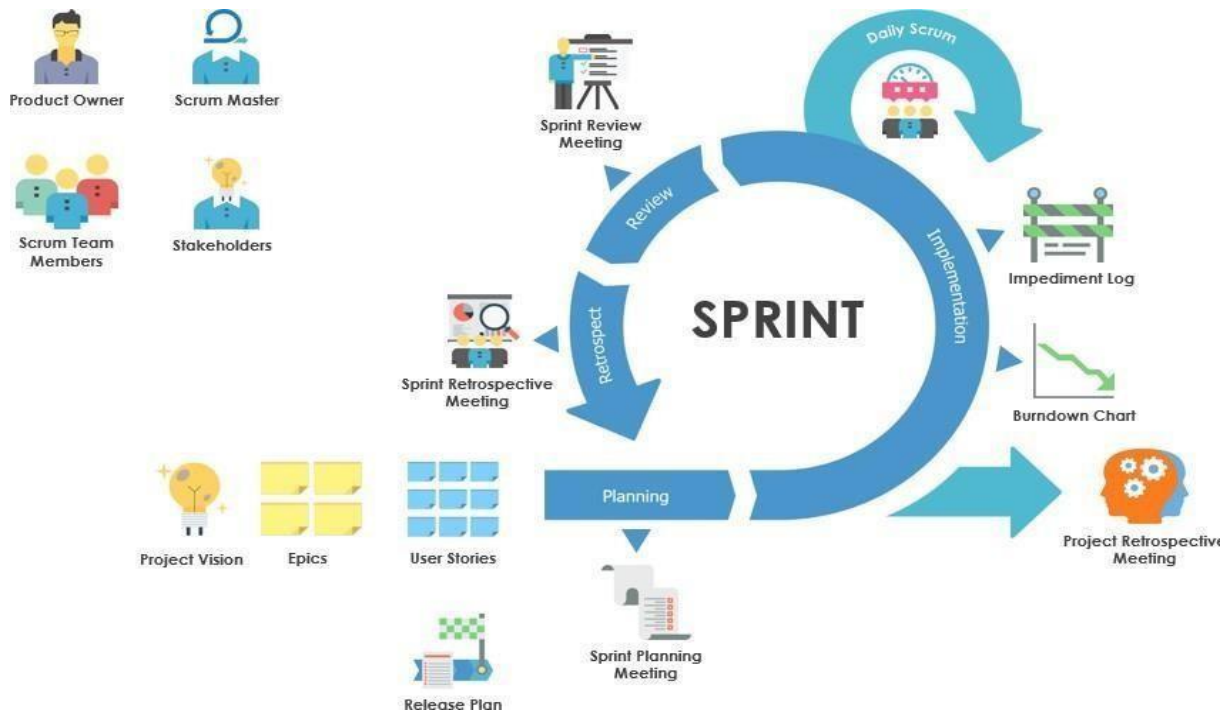 Product Owner
Scrum Master
Scrum Team
Members
Stakeholders
Sprint Review
Meeting
Daily Scrum
Review
Implementation
Impediment Log
SPRINT
Retrospect
Sprint Retrospective
Meeting
Burndown Chart
Planning
Project Vision
Epics
User Stories
Project Retrospective
Meeting
Sprint Planning
Meeting
Release Plan